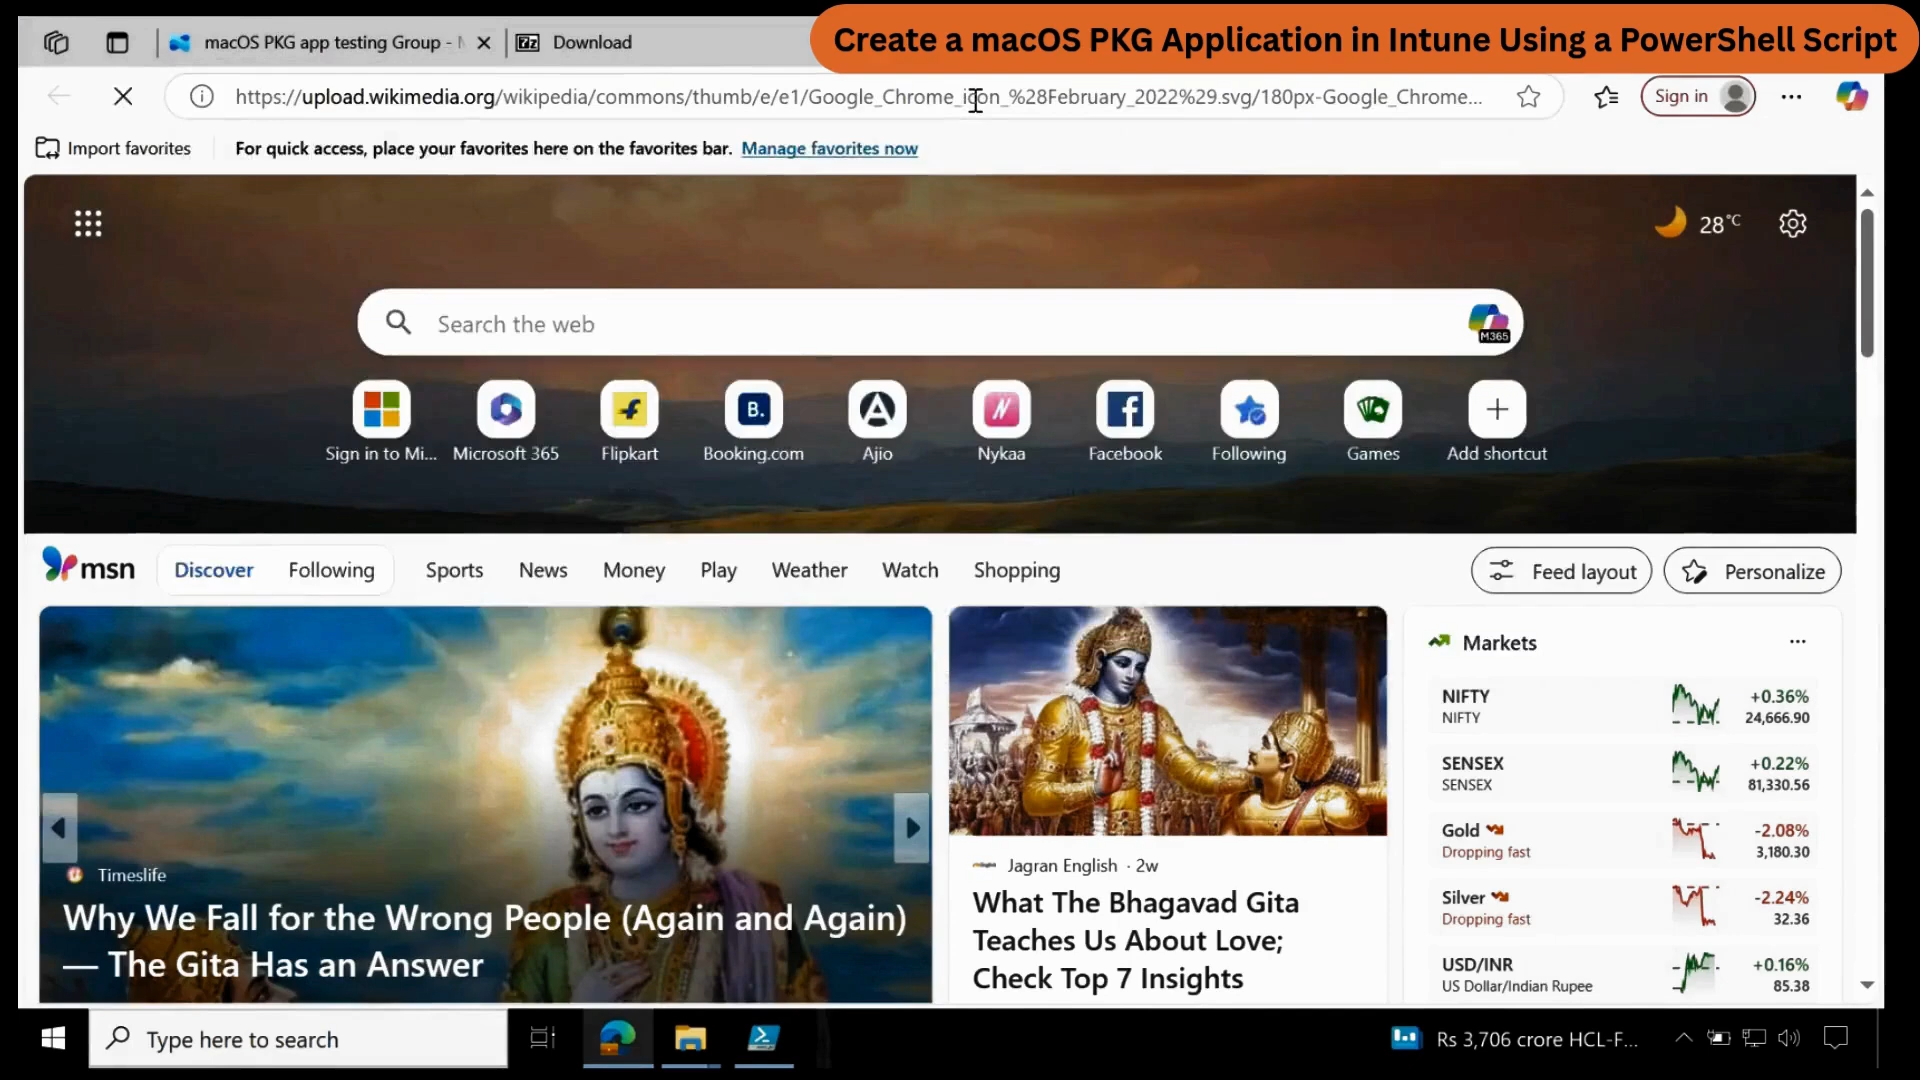 Create a macOS PKG Application in Intune Using a PowerShell Script
macOS PKG app testing Group -
7z Download
https://upload.wikimedia.org/wikipedia/commons/thumb/e/e1/Google_Chrome_icon_%28February_2022%29.svg/180px-Google_Chrome...
Sign in
Import favorites
For quick access, place your favorites here on the favorites bar. Manage favorites now
28°C
Search the web
M365
B.
Sign in to Mi...
Microsoft 365
Flipkart
Booking.com
Ajio
Nykaa
Facebook
Following
Games
Add shortcut
msn
Discover
Following
Sports
News
Money
Play
Weather
Watch
Shopping
Feed layout
Personalize
Timeslife
Why We Fall for the Wrong People (Again and Again)
— The Gita Has an Answer
Jagran English · 2w
What The Bhagavad Gita
Teaches Us About Love;
Check Top 7 Insights
Markets
NIFTY +0.36%
NIFTY 24,666.90
SENSEX +0.22%
SENSEX 81,330.56
Gold -2.08%
Dropping fast 3,180.30
Silver -2.24%
Dropping fast 32.36
USD/INR +0.16%
US Dollar/Indian Rupee 85.38
Type here to search
Rs 3,706 crore HCL-F...